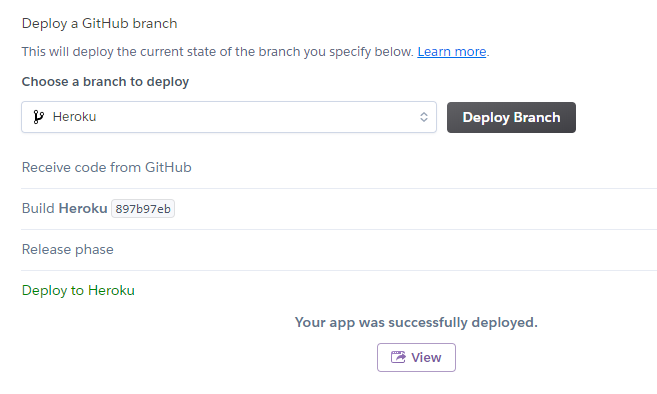 Deploy a GitHub branch
This will deploy the current state of the branch you specify below. Learn more.
Choose a branch to deploy
Heroku
Deploy Branch
Receive code from GitHub
Build Heroku 897b97eb
Release phase
Deploy to Heroku
Your app was successfully deployed.
View